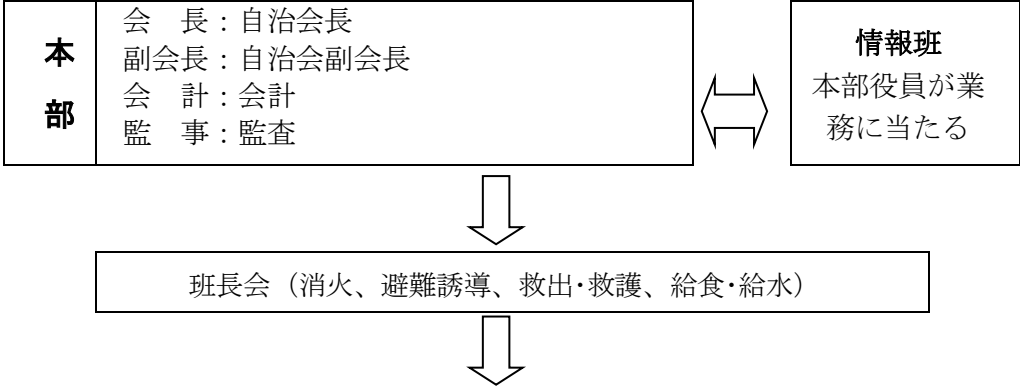 本部
会　長：自治会長
副会長：自治会副会長
会　計：会計
監　事：監査
情報班
本部役員が業
務に当たる
班長会（消火、避難誘導、救出･救護、給食･給水）